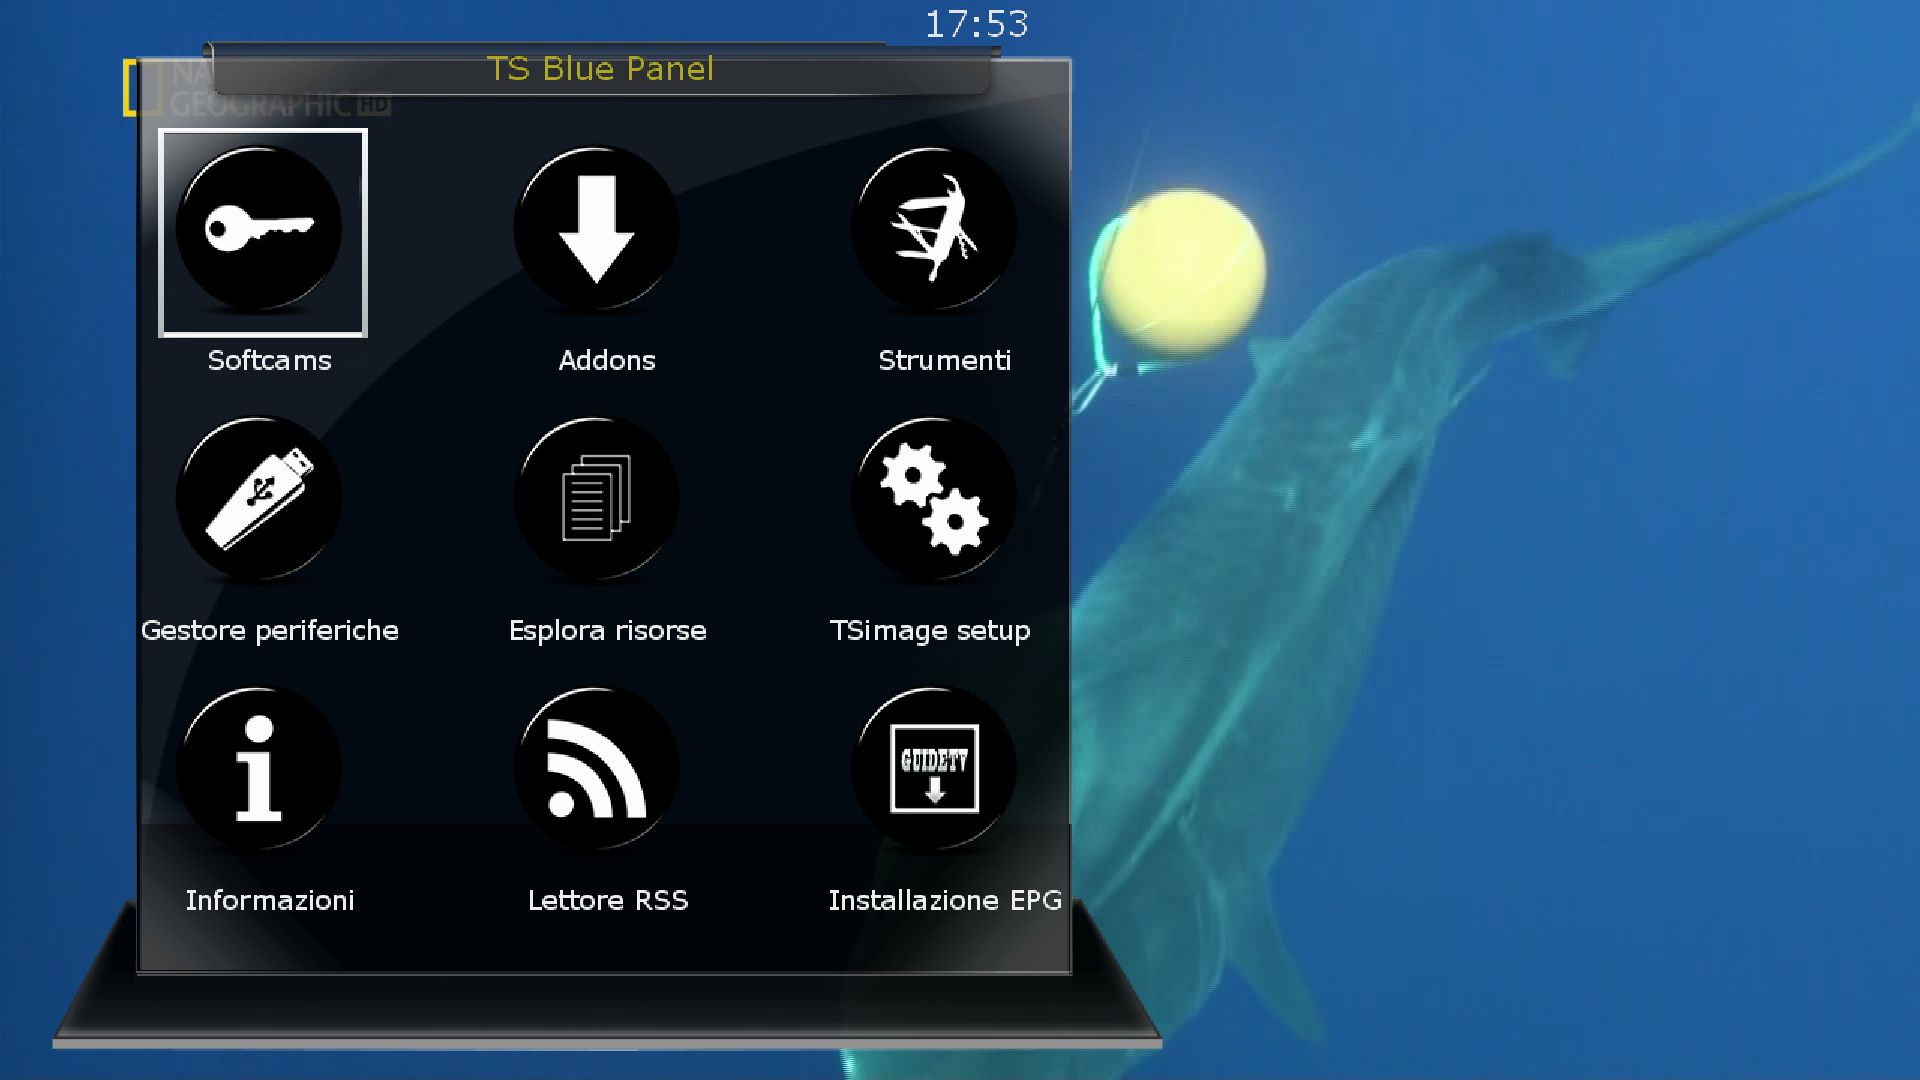 17:53
TS Blue Panel
NA
GEOGRAPHIC HD
Softcams
Addons
Strumenti
Gestore periferiche
Esplora risorse
TSimage setup
GUIDETV
Informazioni
Lettore RSS
Installazione EPG